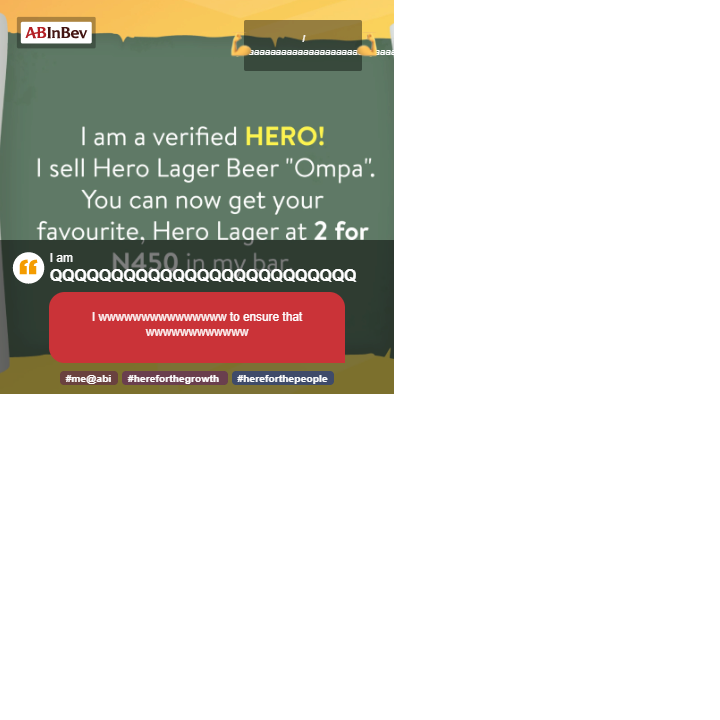 ABInBev
I
I am a verified HERO!
I sell Hero Lager Beer "Ompa".
You can now get your
favourite, Hero Lager at 2 for
N450 in my bar
I am
QQQQQQQQQQQQQQQQQQQQQQQQQ
I wwwwwwwwwwwwwww to ensure that
wwwwwwwwwwww
#me@abi #hereforthegrowth #hereforthepeople